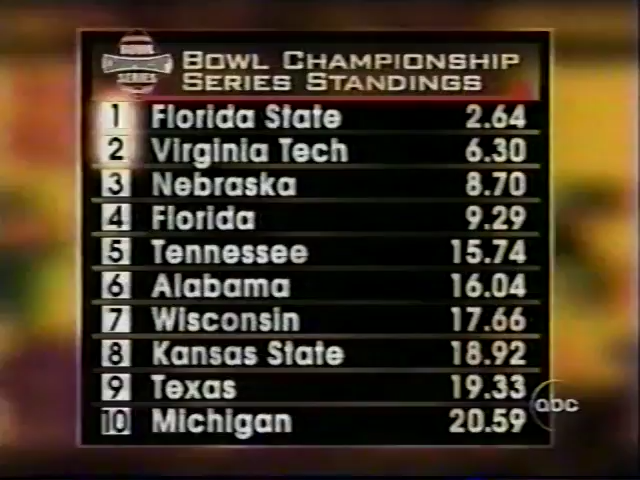 BOWL
SERIES
BOWL CHAMPIONSHIP
SERIES STANDINGS
1 Florida State 2.64
2 Virginia Tech 6.30
3 Nebraska 8.70
4 Florida 9.29
5 Tennessee 15.74
6 Alabama 16.04
7 Wisconsin 17.66
8 Kansas State 18.92
9 Texas 19.33
10 Michigan 20.59
abc